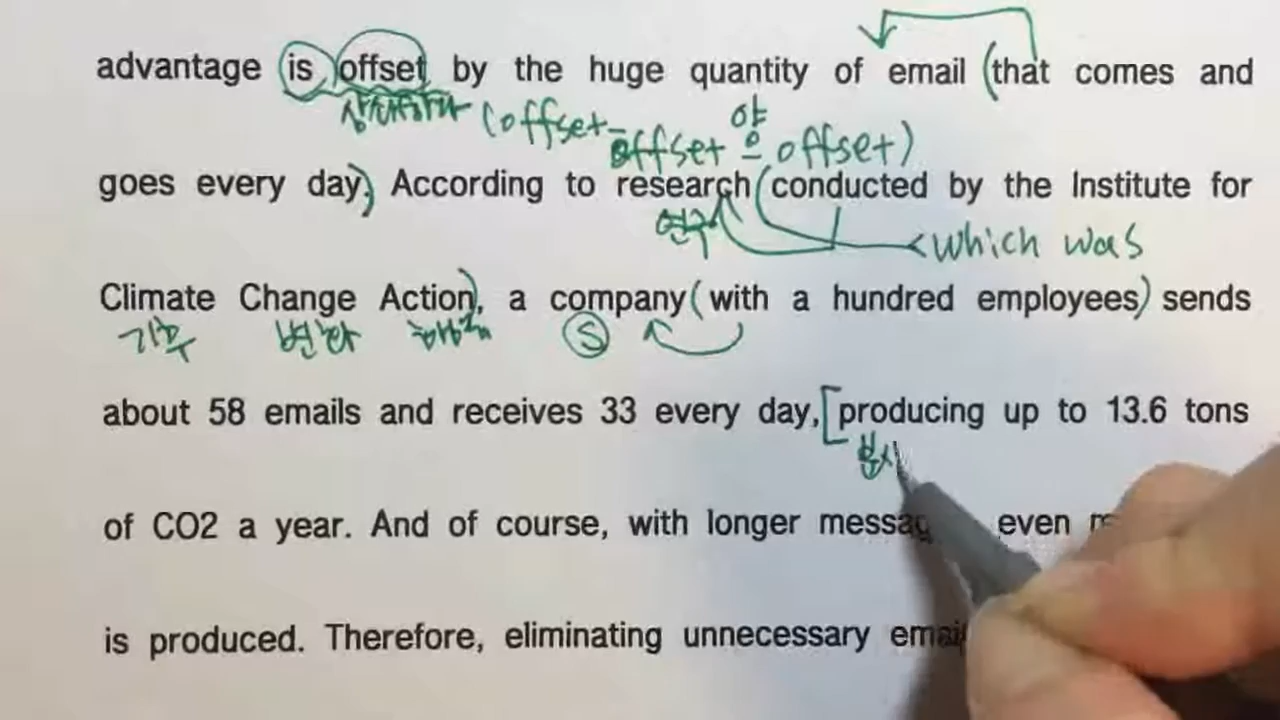 advantage is offset by the huge quantity of email (that comes and
상쇄하다 (offset - offset - offset)
goes every day). According to research (conducted by the Institute for
연구 which was
Climate Change Action), a company (with a hundred employees) sends
기후 변화 행동 S
about 58 emails and receives 33 every day, [producing up to 13.6 tons
분사
of CO2 a year. And of course, with longer even
is produced. Therefore, eliminating unnecessary